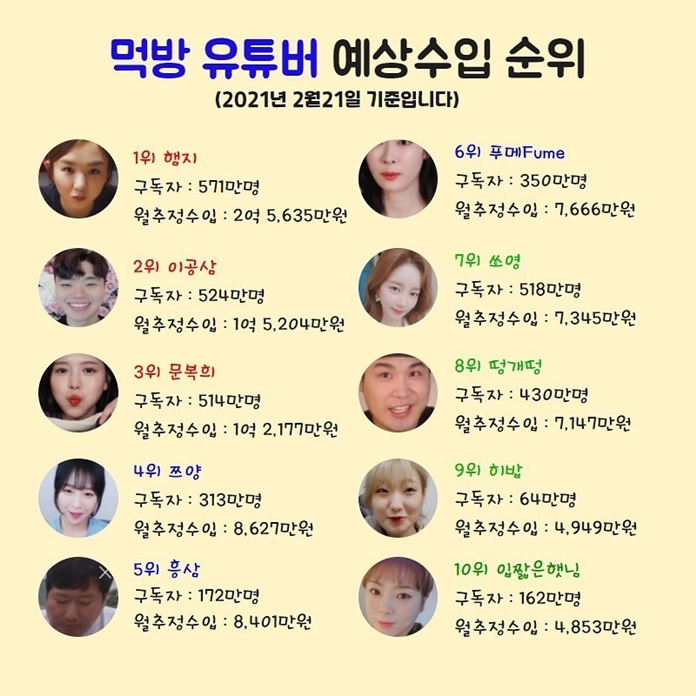 먹방 유튜버 예상수입 순위
(2021년 2월21일 기준입니다)
1위 햄지
구독자 : 571만명
월추정수입 : 2억 5,635만원
2위 이공삼
구독자 : 524만명
월추정수입 : 1억 5,204만원
3위 문복희
구독자 : 514만명
월추정수입 : 1억 2,177만원
4위 쯔양
구독자 : 313만명
월추정수입 : 8,627만원
5위 흥삼
구독자 : 172만명
월추정수입 : 8,401만원
6위 푸메Fume
구독자 : 350만명
월추정수입 : 7,666만원
7위 쏘영
구독자 : 518만명
월추정수입 : 7,345만원
8위 떵개떵
구독자 : 430만명
월추정수입 : 7,147만원
9위 히밥
구독자 : 64만명
월추정수입 : 4,949만원
10위 입짧은햇님
구독자 : 162만명
월추정수입 : 4,853만원